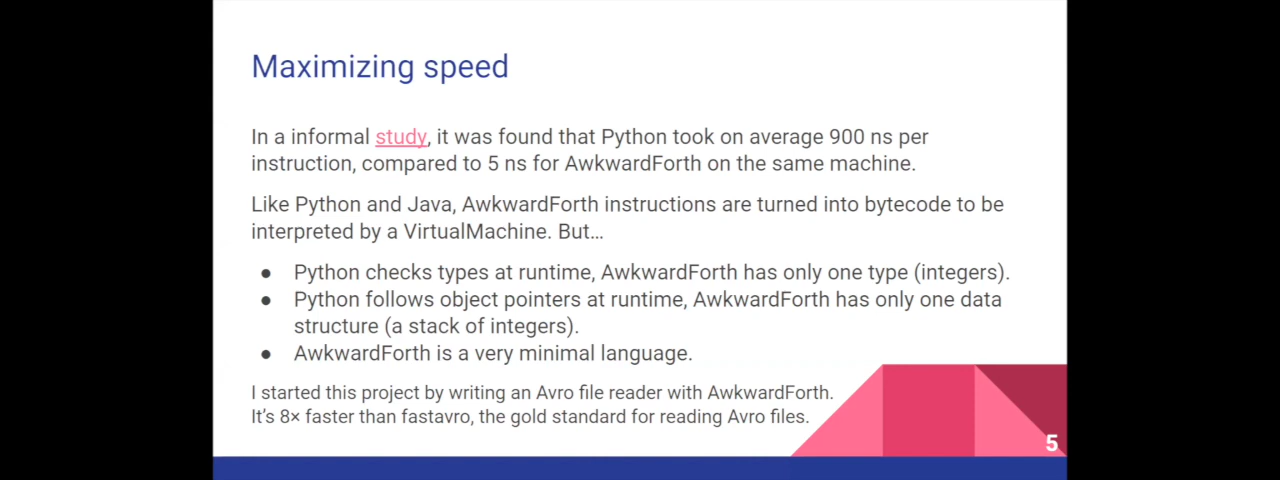 Maximizing speed
In a informal study, it was found that Python took on average 900 ns per
instruction, compared to 5 ns for AwkwardForth on the same machine.
Like Python and Java, AwkwardForth instructions are turned into bytecode to be
interpreted by a VirtualMachine. But...
● Python checks types at runtime, AwkwardForth has only one type (integers).
● Python follows object pointers at runtime, AwkwardForth has only one data
structure (a stack of integers).
● AwkwardForth is a very minimal language.
I started this project by writing an Avro file reader with AwkwardForth.
It's 8× faster than fastavro, the gold standard for reading Avro files.
5